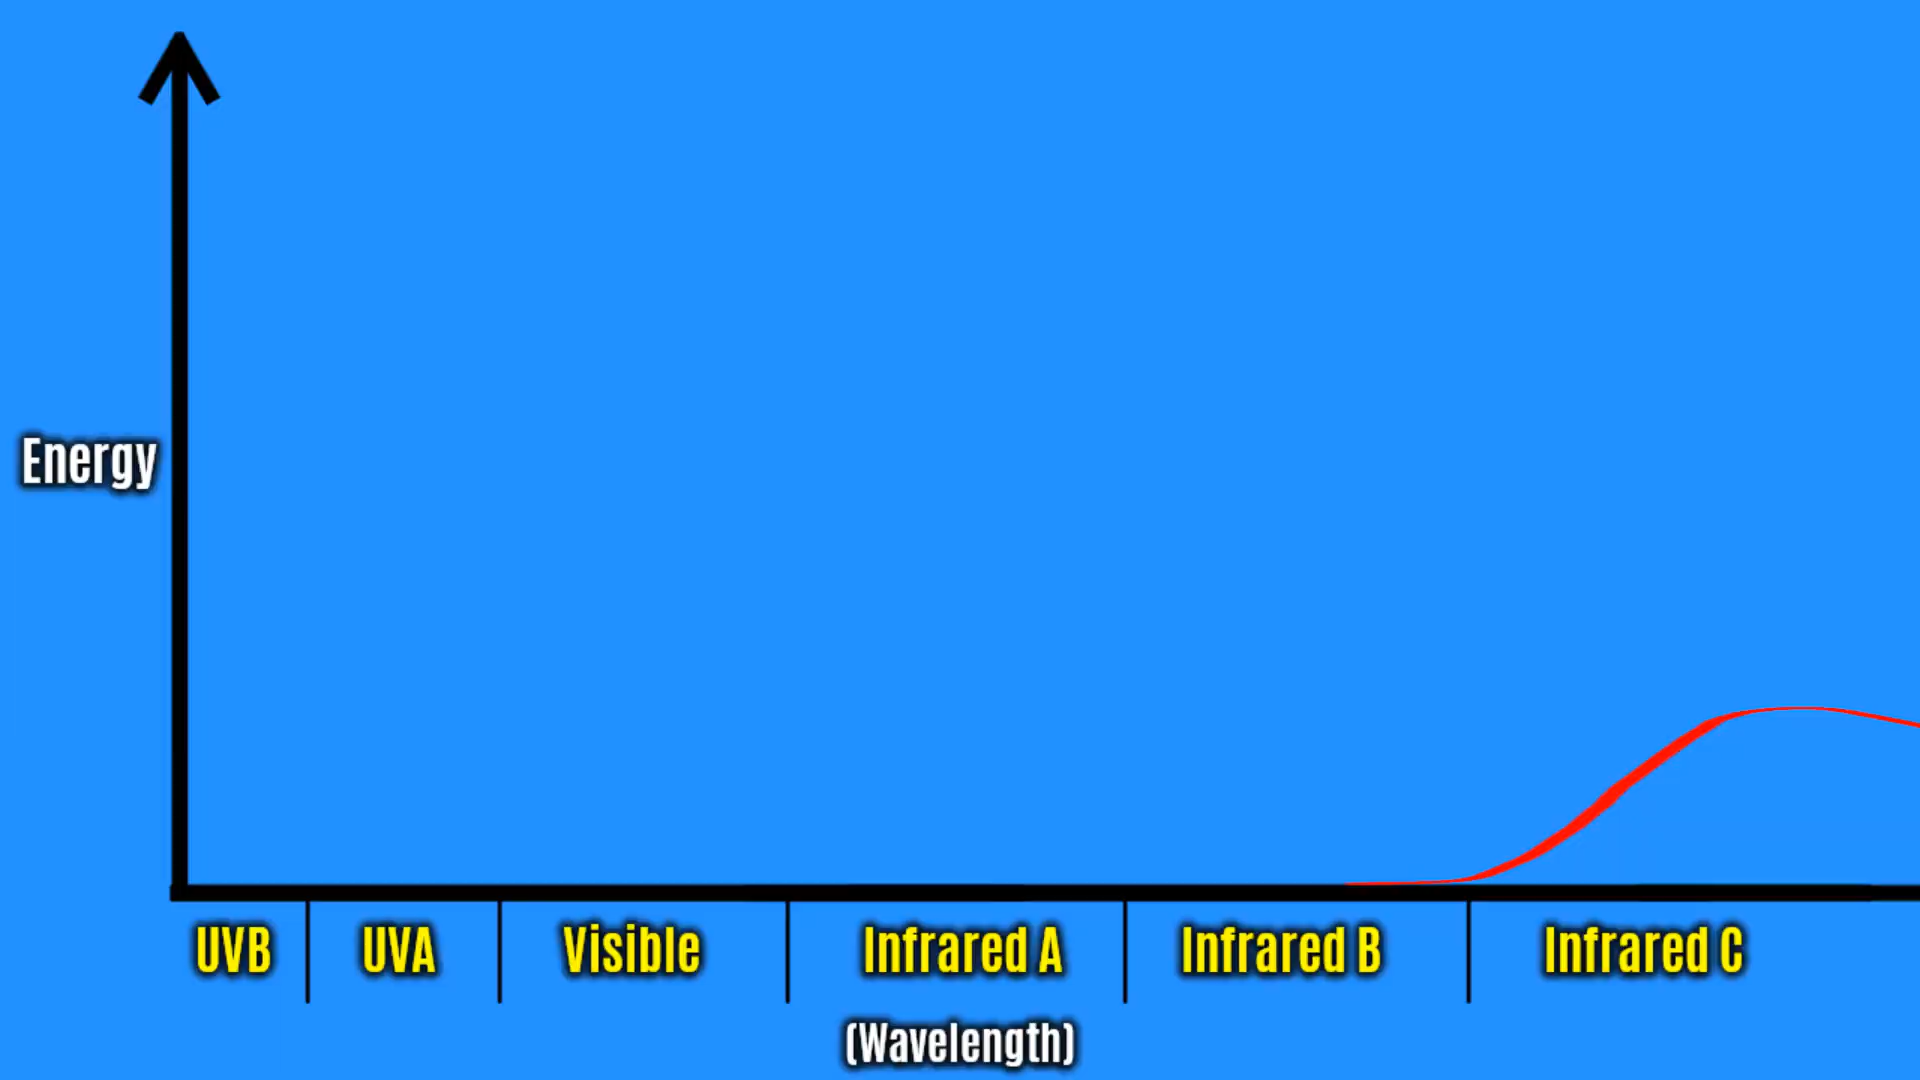 Energy
UVB UVA Visible Infrared A Infrared B Infrared C
(Wavelength)